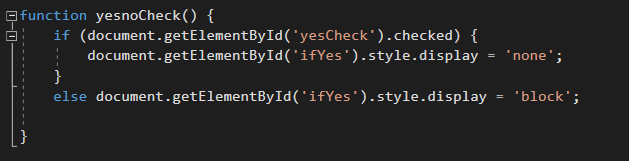 function yesnoCheck() {
    if (document.getElementById('yesCheck').checked) {
        document.getElementById('ifYes').style.display = 'none';
    }
    else document.getElementById('ifYes').style.display = 'block';
}